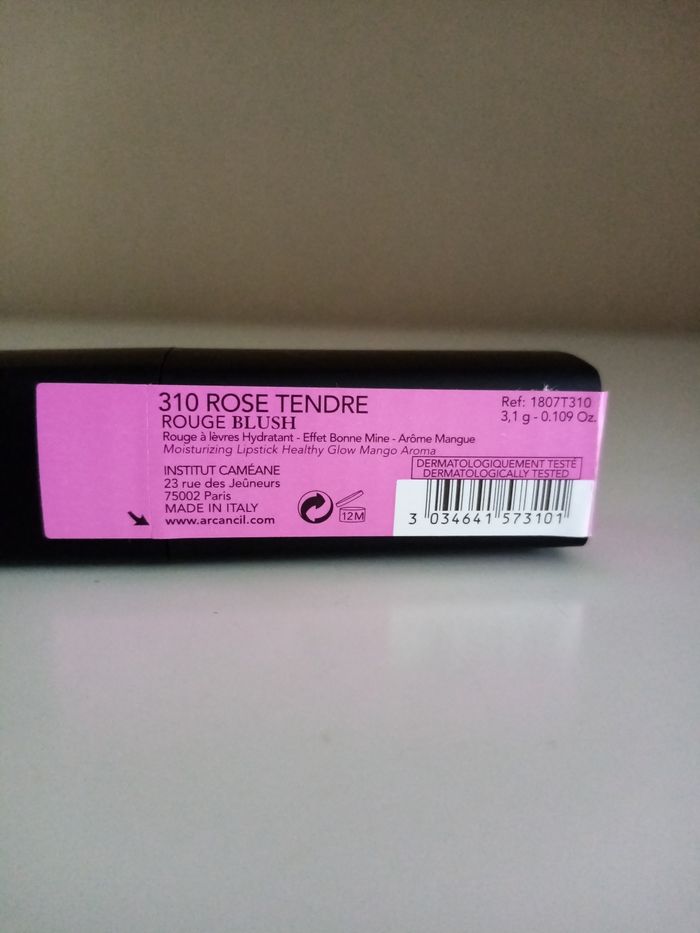 310 ROSE TENDRE
ROUGE BLUSH
Rouge à lèvres Hydratant - Effet Bonne Mine - Arôme Mangue
Moisturizing Lipstick Healthy Glow Mango Aroma
Ref: 1807T310
3,1 g - 0.109 Oz.
DERMATOLOGIQUEMENT TESTÉ
DERMATOLOGICALLY TESTED
INSTITUT CAMÉANE
23 rue des Jeûneurs
75002 Paris
MADE IN ITALY
www.arcancil.com
12M
3 034641 573101